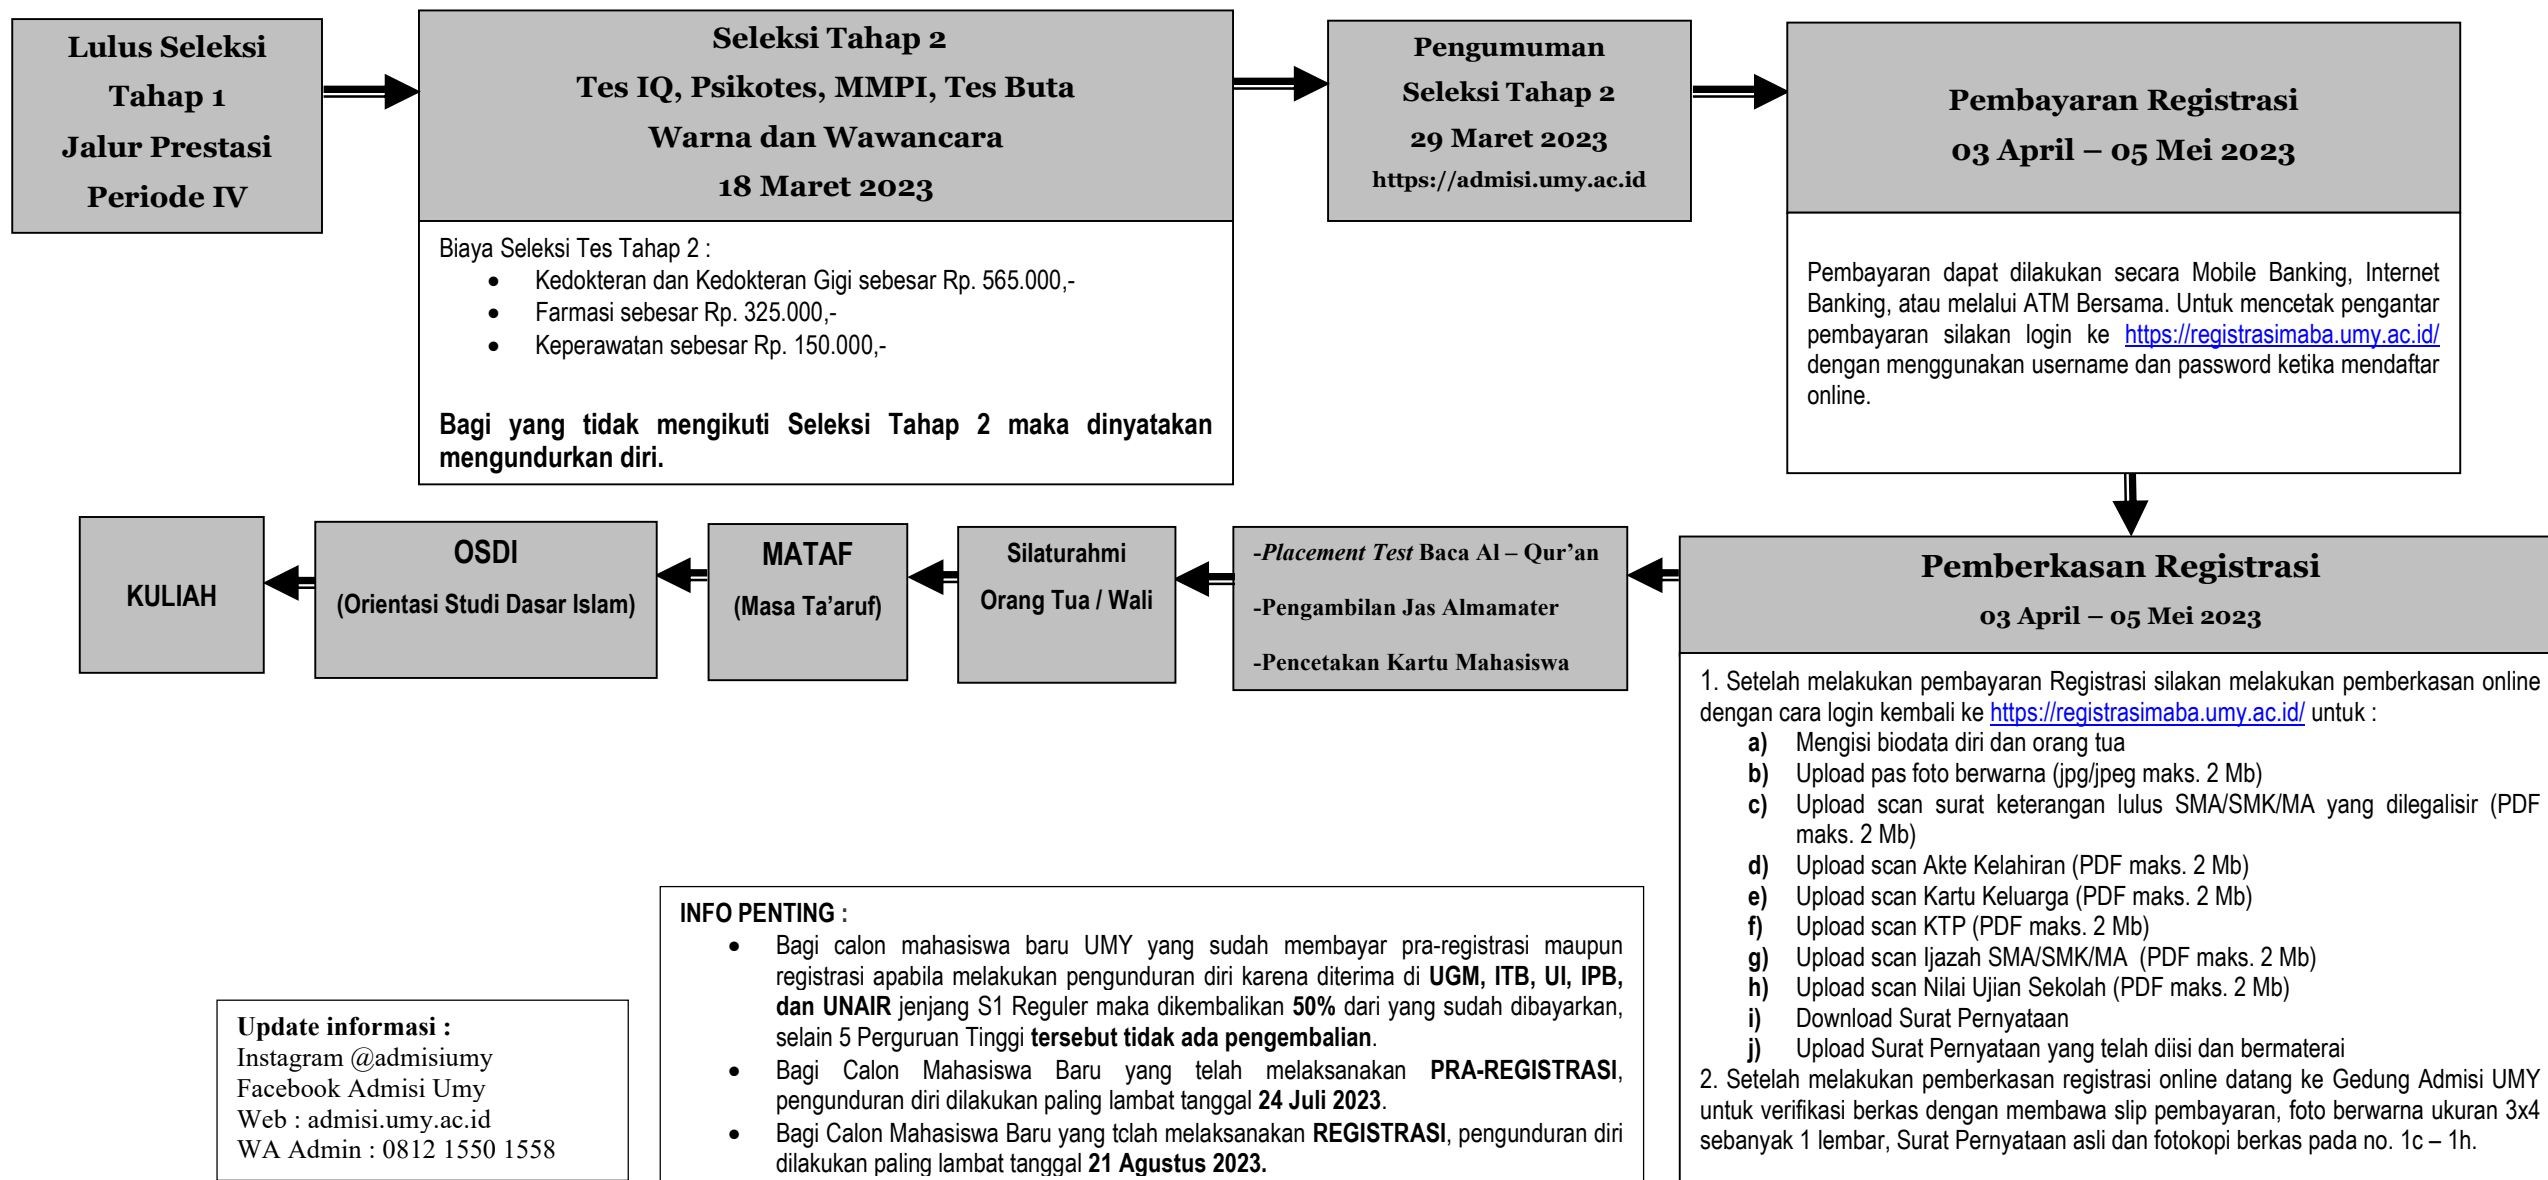 Lulus Seleksi
Tahap 1
Jalur Prestasi
Periode IV
Seleksi Tahap 2
Tes IQ, Psikotes, MMPI, Tes Buta
Warna dan Wawancara
18 Maret 2023
Biaya Seleksi Tes Tahap 2 :
• Kedokteran dan Kedokteran Gigi sebesar Rp. 565.000,-
• Farmasi sebesar Rp. 325.000,-
• Keperawatan sebesar Rp. 150.000,-
Bagi yang tidak mengikuti Seleksi Tahap 2 maka dinyatakan
mengundurkan diri.
Pengumuman
Seleksi Tahap 2
29 Maret 2023
https://admisi.umy.ac.id
Pembayaran Registrasi
03 April – 05 Mei 2023
Pembayaran dapat dilakukan secara Mobile Banking, Internet
Banking, atau melalui ATM Bersama. Untuk mencetak pengantar
pembayaran silakan login ke https://registrasimaba.umy.ac.id/
dengan menggunakan username dan password ketika mendaftar
online.
Pemberkasan Registrasi
03 April – 05 Mei 2023
1. Setelah melakukan pembayaran Registrasi silakan melakukan pemberkasan online
dengan cara login kembali ke https://registrasimaba.umy.ac.id/ untuk :
a) Mengisi biodata diri dan orang tua
b) Upload pas foto berwarna (jpg/jpeg maks. 2 Mb)
c) Upload scan surat keterangan lulus SMA/SMK/MA yang dilegalisir (PDF
maks. 2 Mb)
d) Upload scan Akte Kelahiran (PDF maks. 2 Mb)
e) Upload scan Kartu Keluarga (PDF maks. 2 Mb)
f) Upload scan KTP (PDF maks. 2 Mb)
g) Upload scan Ijazah SMA/SMK/MA (PDF maks. 2 Mb)
h) Upload scan Nilai Ujian Sekolah (PDF maks. 2 Mb)
i) Download Surat Pernyataan
j) Upload Surat Pernyataan yang telah diisi dan bermaterai
2. Setelah melakukan pemberkasan registrasi online datang ke Gedung Admisi UMY
untuk verifikasi berkas dengan membawa slip pembayaran, foto berwarna ukuran 3x4
sebanyak 1 lembar, Surat Pernyataan asli dan fotokopi berkas pada no. 1c – 1h.
-Placement Test Baca Al – Qur’an
-Pengambilan Jas Almamater
-Pencetakan Kartu Mahasiswa
Silaturahmi
Orang Tua / Wali
MATAF
(Masa Ta’aruf)
OSDI
(Orientasi Studi Dasar Islam)
KULIAH
INFO PENTING :
• Bagi calon mahasiswa baru UMY yang sudah membayar pra-registrasi maupun
registrasi apabila melakukan pengunduran diri karena diterima di UGM, ITB, UI, IPB,
dan UNAIR jenjang S1 Reguler maka dikembalikan 50% dari yang sudah dibayarkan,
selain 5 Perguruan Tinggi tersebut tidak ada pengembalian.
• Bagi Calon Mahasiswa Baru yang telah melaksanakan PRA-REGISTRASI,
pengunduran diri dilakukan paling lambat tanggal 24 Juli 2023.
• Bagi Calon Mahasiswa Baru yang tclah melaksanakan REGISTRASI, pengunduran diri
dilakukan paling lambat tanggal 21 Agustus 2023.
Update informasi :
Instagram @admisiumy
Facebook Admisi Umy
Web : admisi.umy.ac.id
WA Admin : 0812 1550 1558